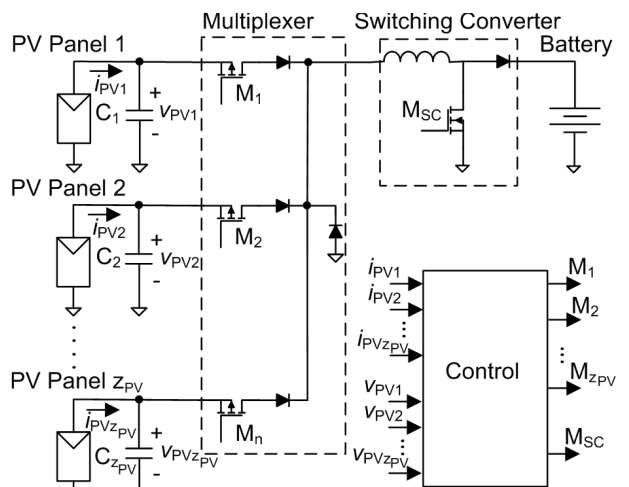 Multiplexer
Switching Converter
Battery
PV Panel 1
iPV1
C1
+
vPV1
-
M1
MSC
PV Panel 2
iPV2
C2
+
vPV2
-
M2
PV Panel zPV
iPVzPV
CzPV
+
vPVzPV
-
Mn
iPV1
iPV2
iPVzPV
vPV1
vPV2
vPVzPV
Control
M1
M2
MzPV
MSC